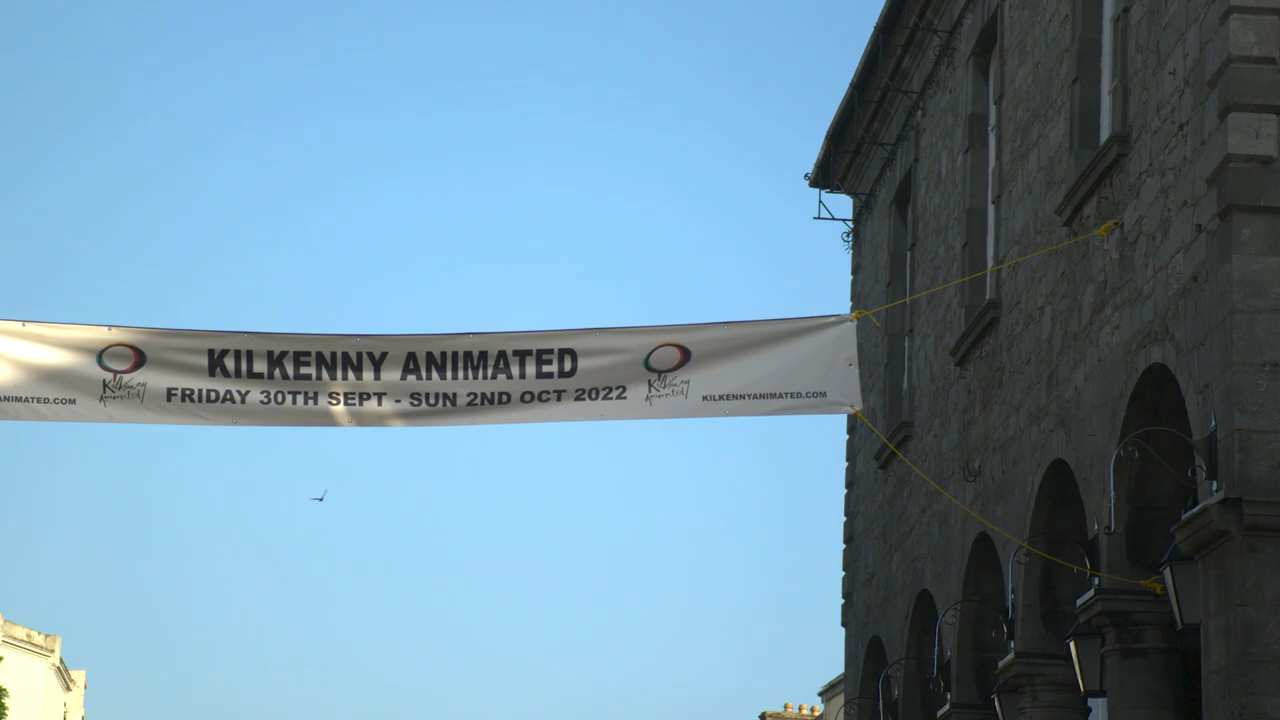 KILKENNY ANIMATED
FRIDAY 30TH SEPT - SUN 2ND OCT 2022
ANIMATED.COM
Kilkenny
Animated
Kilkenny
Animated
KILKENNYANIMATED.COM